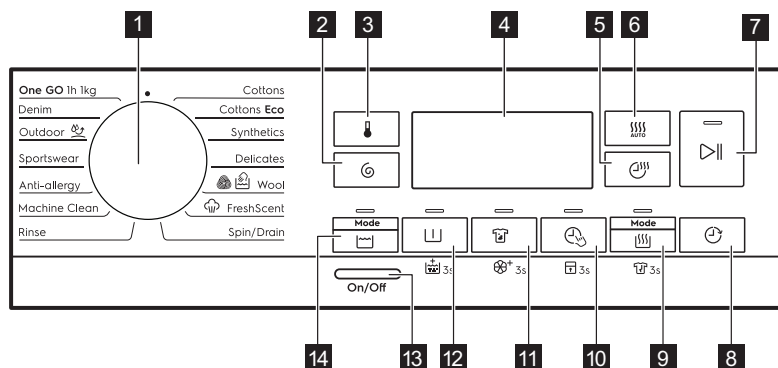 1
2
3
4
5
6
7
One GO 1h 1kg
Cottons
Denim
Cottons Eco
Outdoor
Synthetics
Sportswear
Delicates
Anti-allergy
Wool
Machine Clean
FreshScent
Rinse
Spin/Drain
AUTO
Mode
Mode
3s
3s
3s
3s
On/Off
14
13
12
11
10
9
8